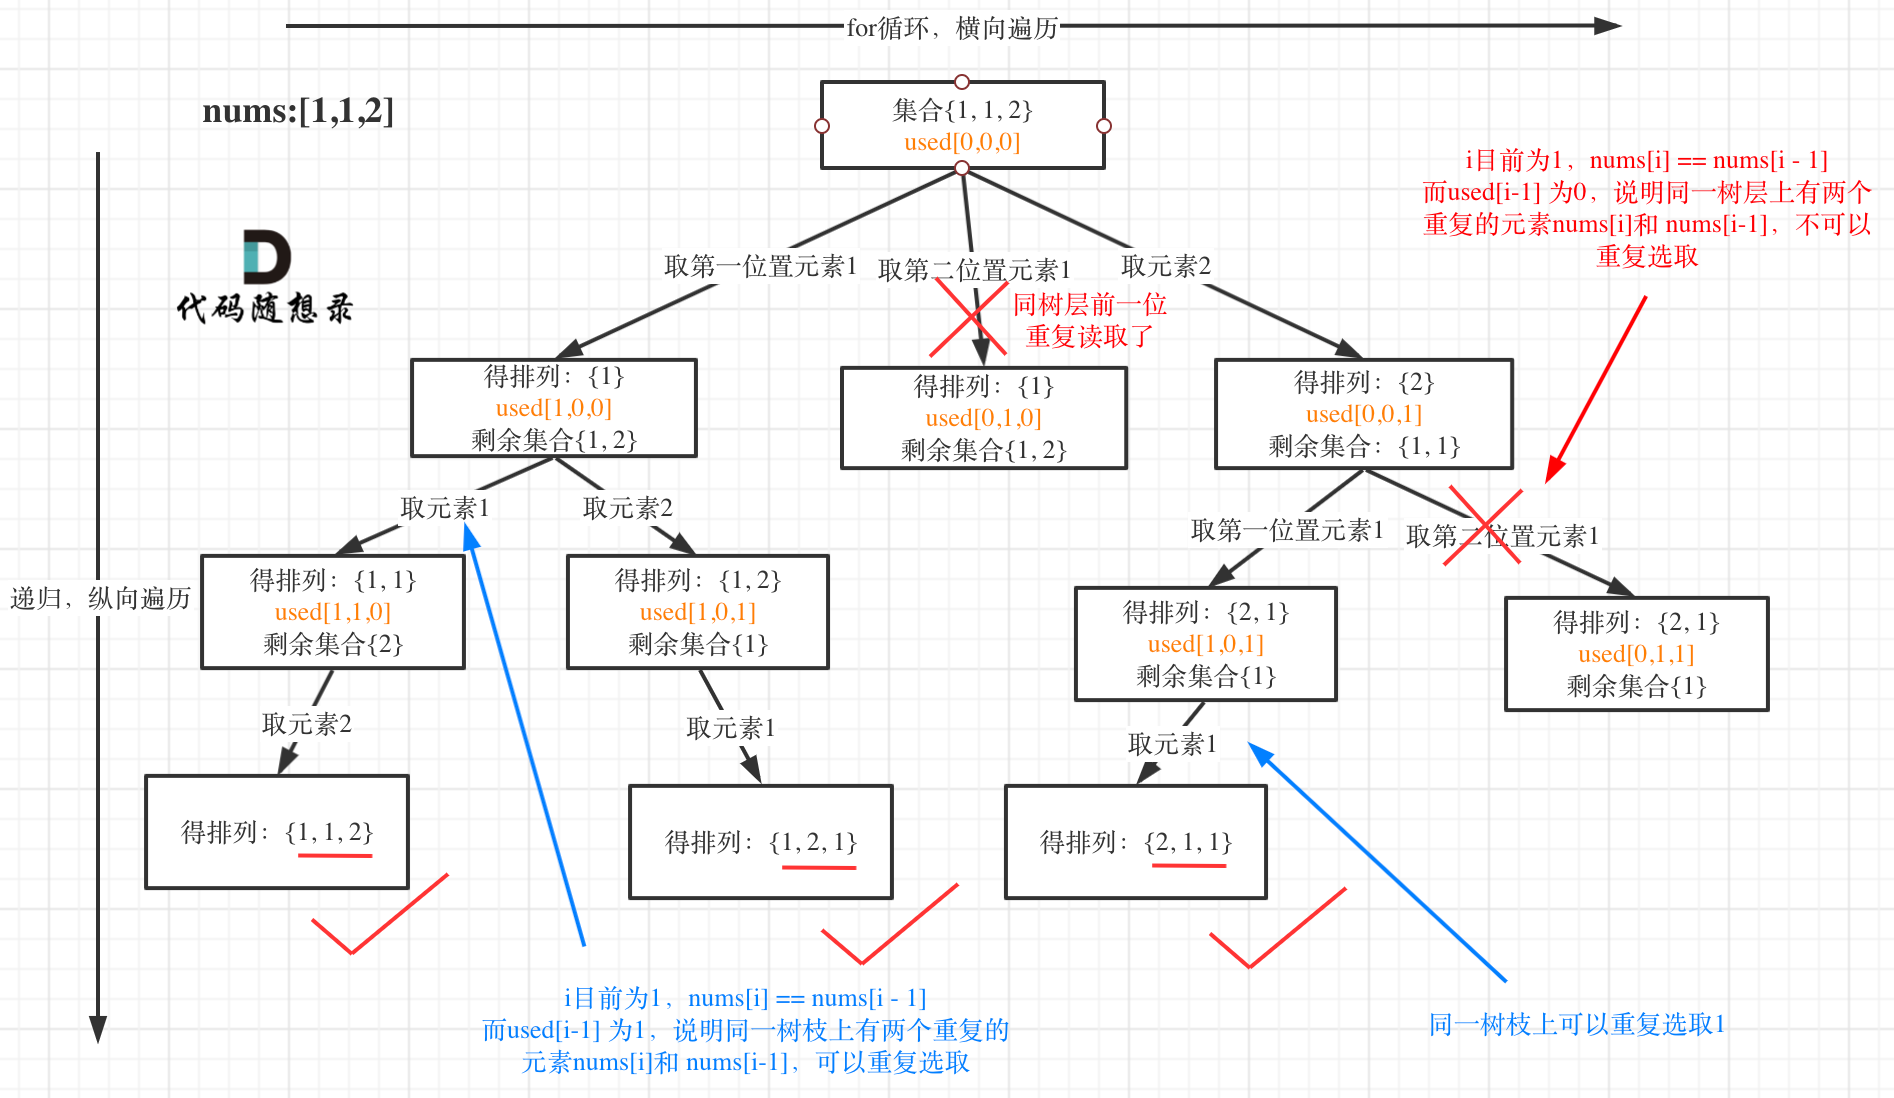 for循环，横向遍历
nums:[1,1,2]
集合{1, 1, 2}
used[0,0,0]
i目前为1，nums[i] == nums[i - 1]
而used[i-1] 为0，说明同一树层上有两个
重复的元素nums[i]和 nums[i-1]，不可以
重复选取
代码随想录
取第一位置元素1
取第二位置元素1
取元素2
同树层前一位
重复读取了
得排列：{1}
used[1,0,0]
剩余集合{1, 2}
得排列：{1}
used[0,1,0]
剩余集合{1, 2}
得排列：{2}
used[0,0,1]
剩余集合：{1, 1}
取元素1
取元素2
取第一位置元素1
取第二位置元素1
递归，纵向遍历
得排列：{1, 1}
used[1,1,0]
剩余集合{2}
得排列：{1, 2}
used[1,0,1]
剩余集合{1}
得排列：{2, 1}
used[1,0,1]
剩余集合{1}
得排列：{2, 1}
used[0,1,1]
剩余集合{1}
取元素2
取元素1
取元素1
得排列：{1, 1, 2}
得排列：{1, 2, 1}
得排列：{2, 1, 1}
i目前为1，nums[i] == nums[i - 1]
而used[i-1] 为1，说明同一树枝上有两个重复的
元素nums[i]和 nums[i-1]，可以重复选取
同一树枝上可以重复选取1